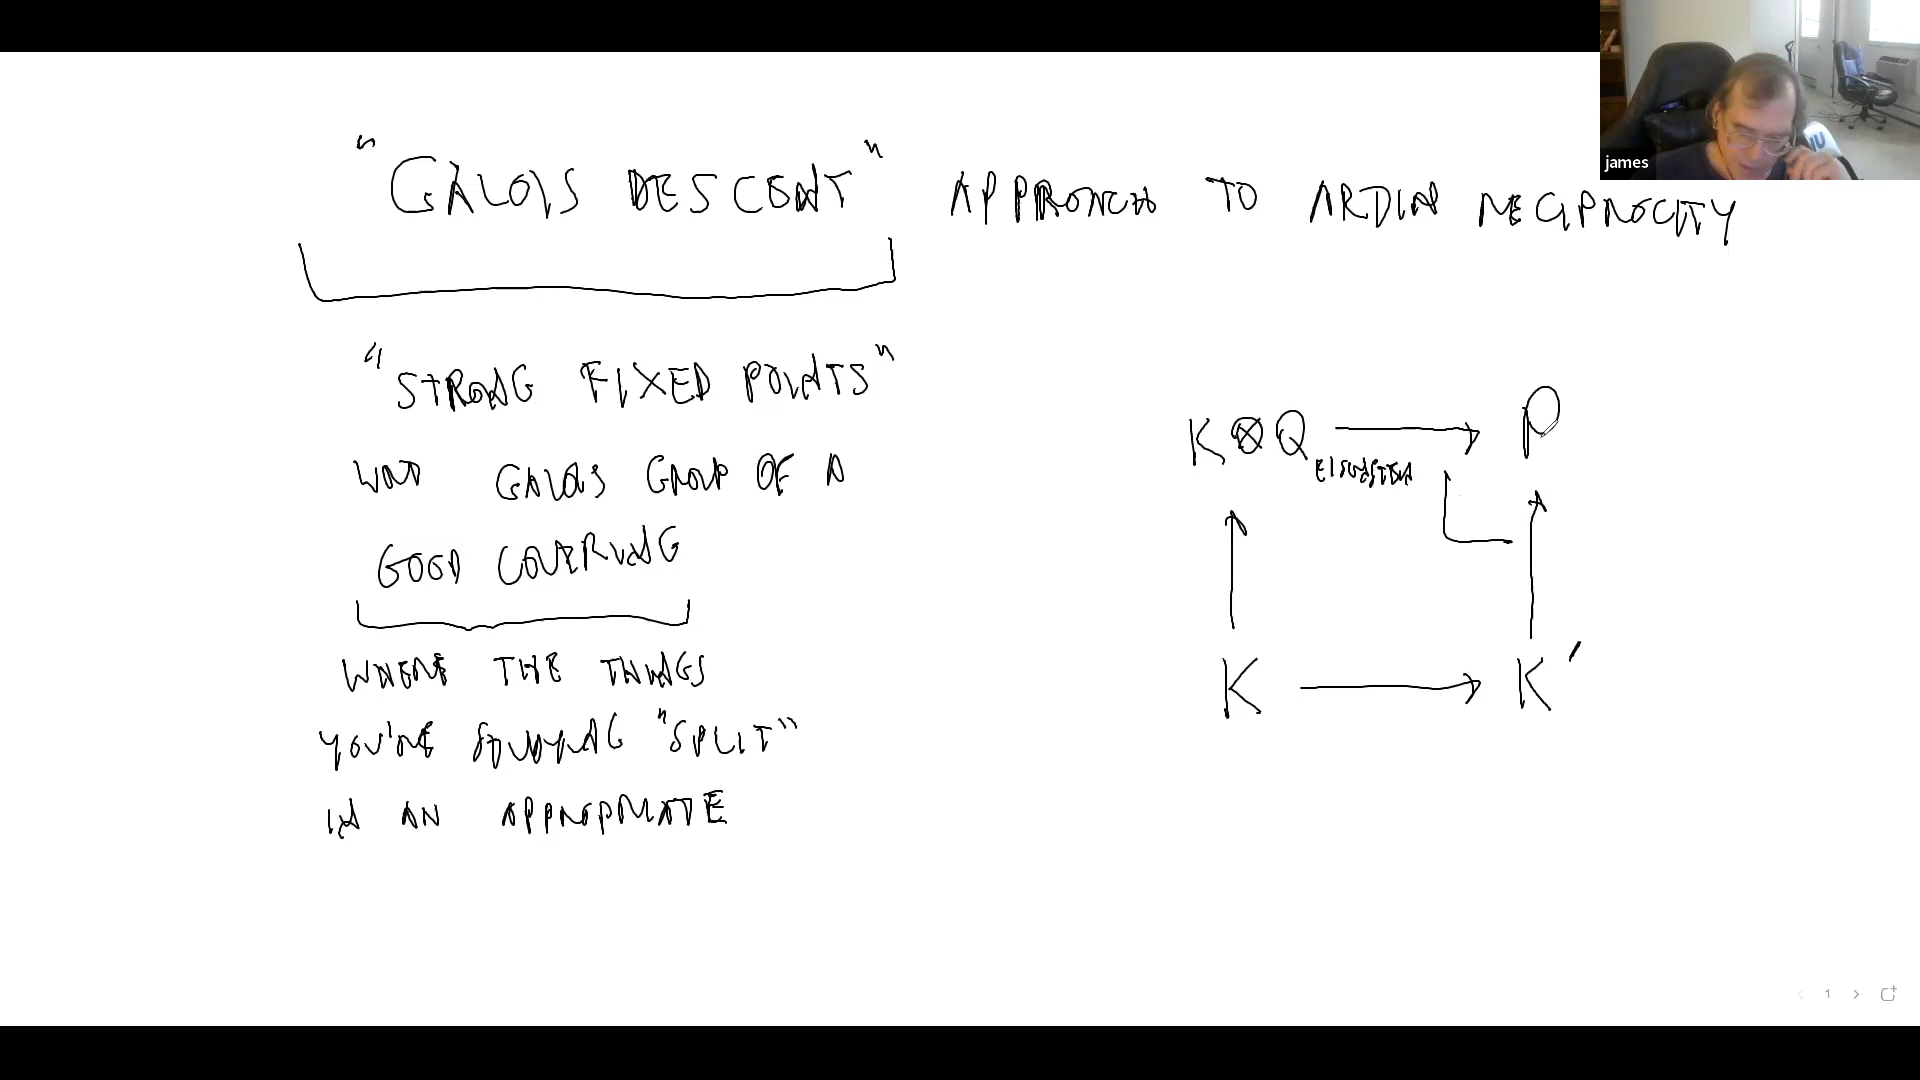 "GALOIS DESCENT" APPROACH TO ARTIN RECIPROCITY
james
"STRONG FIXED POINTS"
WRT GALOIS GROUP OF A
GOOD COVERING
WHERE THE THINGS
YOU'RE STUDYING "SPLIT"
IN AN APPROPRIATE
K ⊗ Q EISENSTEIN → P
K → K'
1